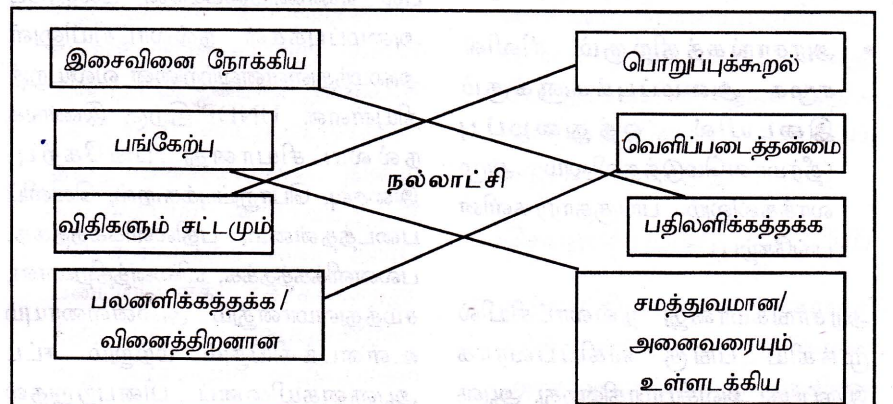 இசைவினை நோக்கிய
பொறுப்புக்கூறல்
பங்கேற்பு
வெளிப்படைத்தன்மை
நல்லாட்சி
விதிகளும் சட்டமும்
பதிலளிக்கத்தக்க
பலனளிக்கத்தக்க/
வினைத்திறனான
சமத்துவமான/
அனைவரையும்
உள்ளடக்கிய